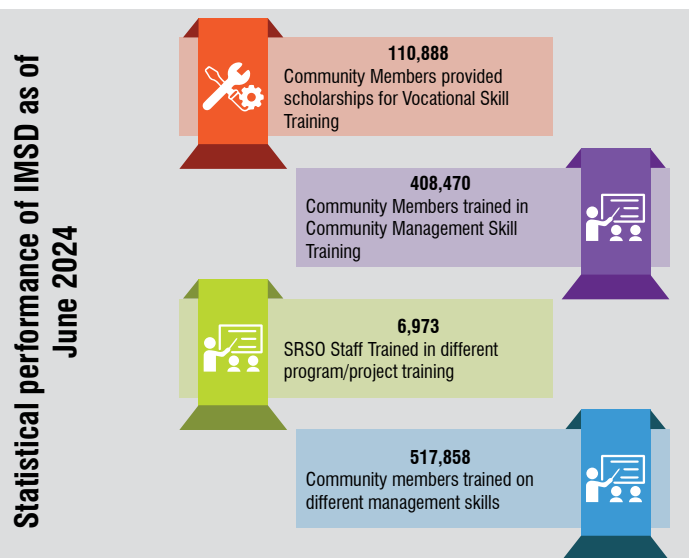 Statistical performance of IMSD as of
June 2024
110,888
Community Members provided
scholarships for Vocational Skill
Training
408,470
Community Members trained in
Community Management Skill
Training
6,973
SRSO Staff Trained in different
program/project training
517,858
Community members trained on
different management skills